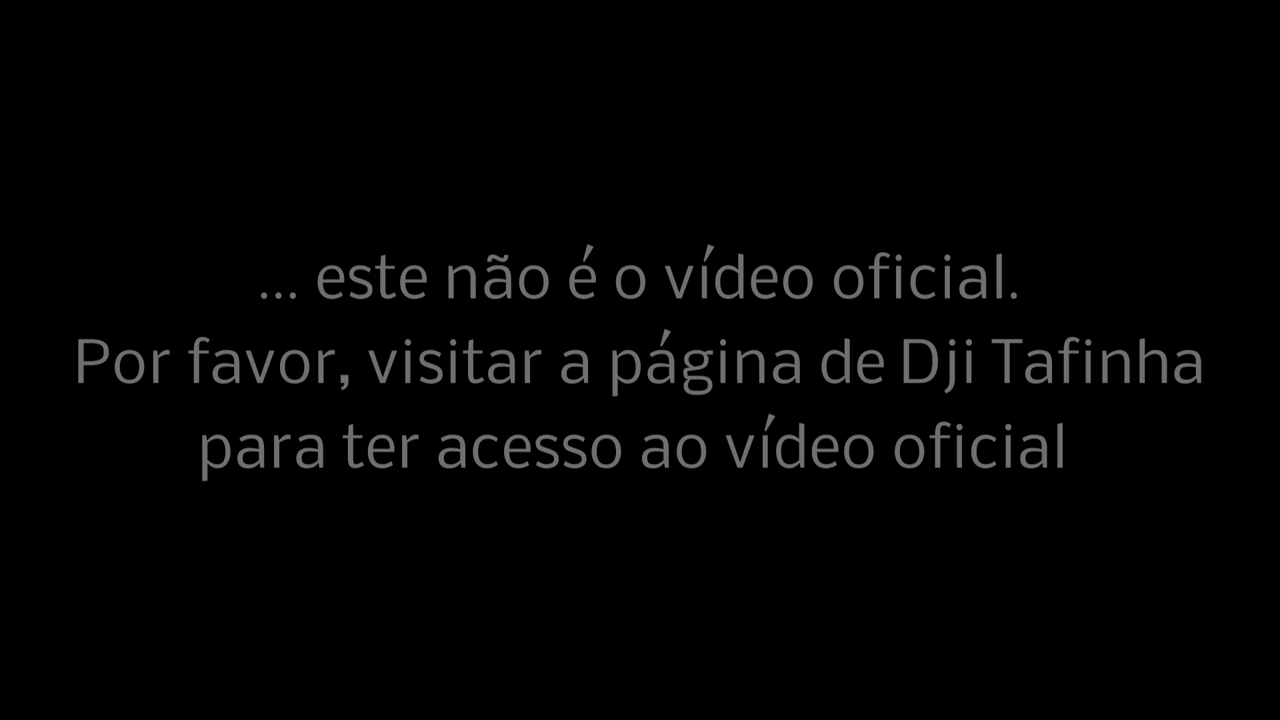 ... este não é o vídeo oficial.
Por favor, visitar a página de Dji Tafinha
para ter acesso ao vídeo oficial